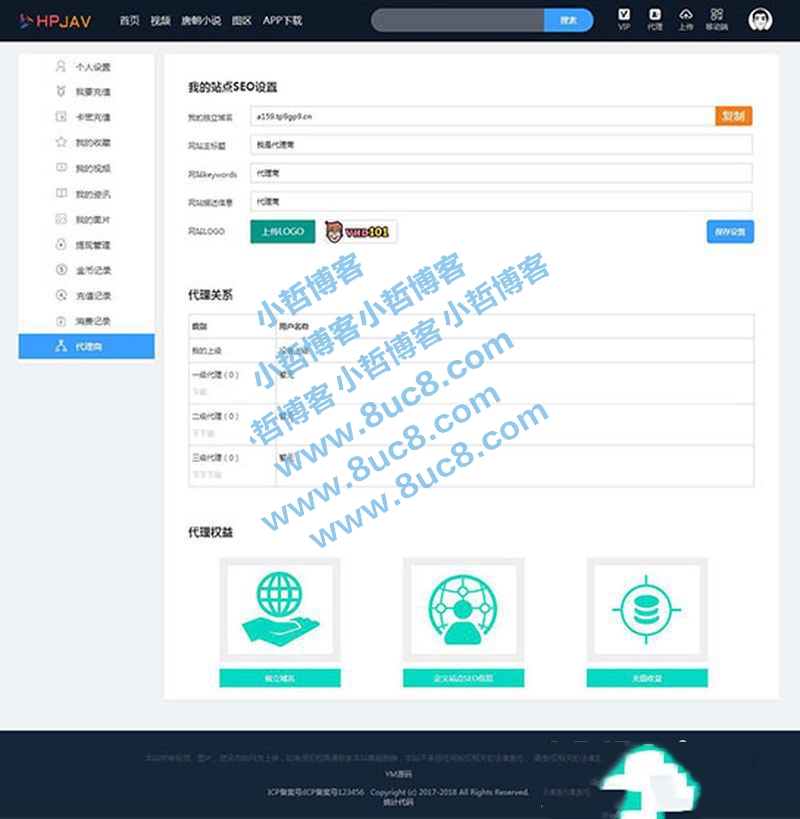 HPJAV
首页 视频 唐朝小说 图区 APP下载
搜索
VIP 代理 上传 移动端
个人设置
我要充值
卡密充值
我的收藏
我的视频
我的资讯
我的图片
提现管理
金币记录
充值记录
消费记录
代理商
我的站点SEO设置
我的独立域名 a159.tp9gp9.cn 复制
网站主标题 我是代理商
网站keywords 代理商
网站描述信息 代理商
网站LOGO 上传LOGO VHD101 保存设置
代理关系
级别 用户名称
我的上级
一级代理（0） 暂无
下级
二级代理（0） 暂无
下下级
三级代理（0） 暂无
下下下级
小哲博客
小哲博客小哲博客
小哲博客 小哲博客 小哲博客
www.8uc8.com
www.8uc8.com
www.8uc8.com
代理权益
独立域名 定义站点SEO信息 充值收益
YM源码
ICP备案号:ICP备案号123456 Copyright (c) 2017-2018 All Rights Reserved.
统计代码